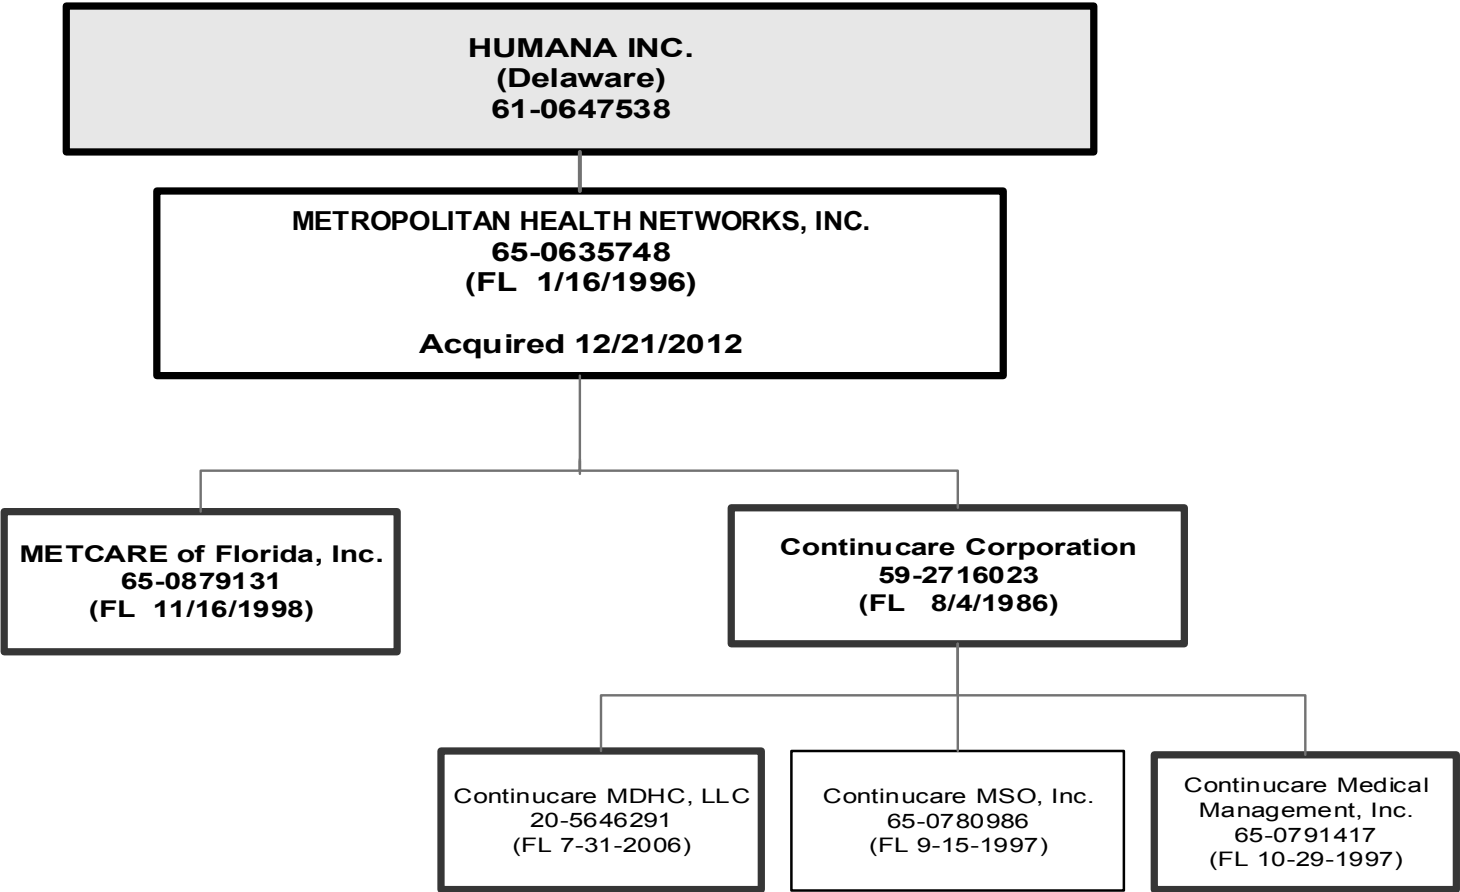 HUMANA INC.
(Delaware)
61-0647538
METROPOLITAN HEALTH NETWORKS, INC.
65-0635748
(FL 1/16/1996)
Acquired 12/21/2012
METCARE of Florida, Inc.
65-0879131
(FL 11/16/1998)
Continucare Corporation
59-2716023
(FL 8/4/1986)
Continucare MDHC, LLC
20-5646291
(FL 7-31-2006)
Continucare MSO, Inc.
65-0780986
(FL 9-15-1997)
Continucare Medical
Management, Inc.
65-0791417
(FL 10-29-1997)